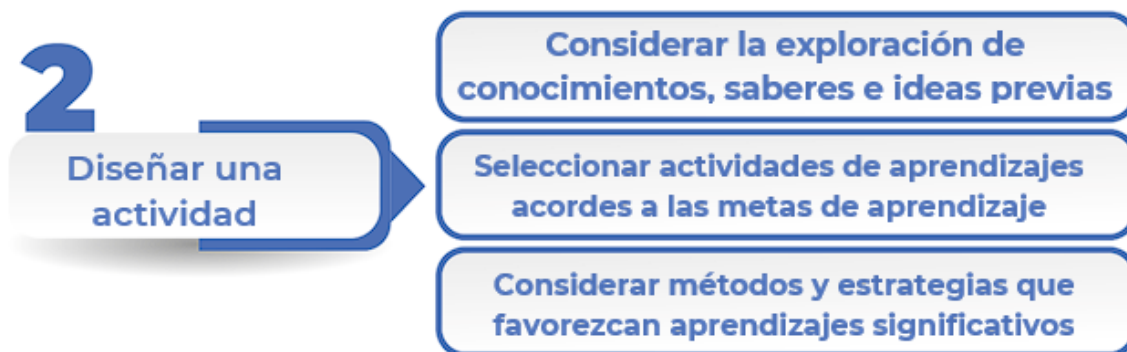 2
Diseñar una
actividad
Considerar la exploración de
conocimientos, saberes e ideas previas
Seleccionar actividades de aprendizajes
acordes a las metas de aprendizaje
Considerar métodos y estrategias que
favorezcan aprendizajes significativos